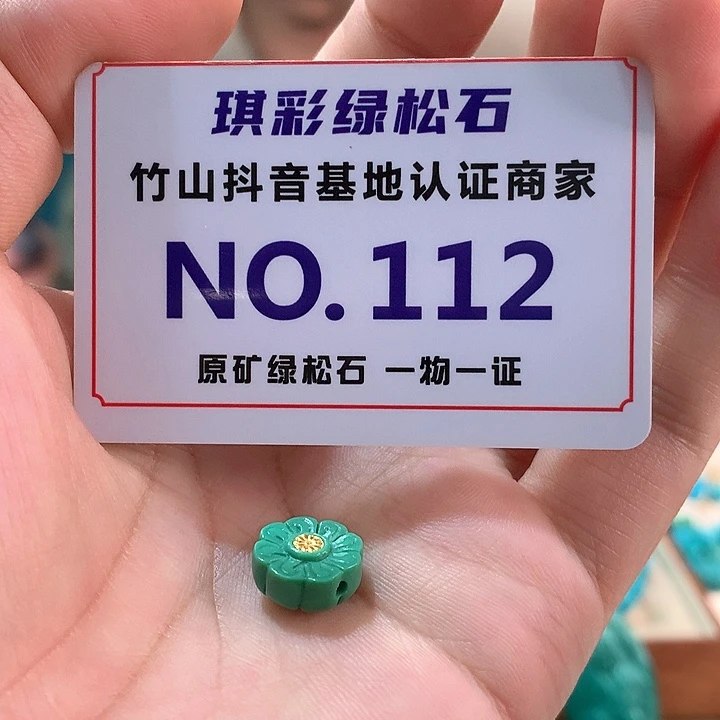 琪彩绿松石
竹山抖音基地认证商家
NO.112
原矿绿松石 一物一证